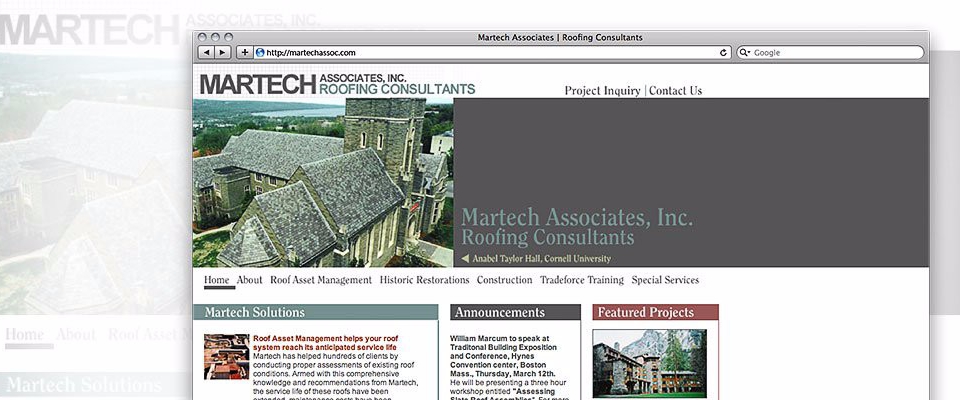 MARTECH ASSOCIATES, INC.
Martech Associates | Roofing Consultants
http://martechassoc.com
Google
MARTECH ASSOCIATES, INC.
ROOFING CONSULTANTS
Project Inquiry | Contact Us
Martech Associates, Inc.
Roofing Consultants
Anabel Taylor Hall, Cornell University
Home About Roof Asset Management Historic Restorations Construction Tradeforce Training Special Services
Home About Roof Asset M
Martech Solutions
Announcements
Featured Projects
Roof Asset Management helps your roof
system reach its anticipated service life
Martech has helped hundreds of clients by
conducting proper assessments of existing roof
conditions. Armed with this comprehensive
knowledge and recommendations from Martech,
the service life of these roofs have been
extended, maintenance costs have been
William Marcum to speak at
Traditonal Building Exposition
and Conference, Hynes
Convention center, Boston
Mass., Thursday, March 12th.
He will be presenting a three hour
workshop entitled "Assessing
Slate Roof Assemblies". For more
Martech Solutions